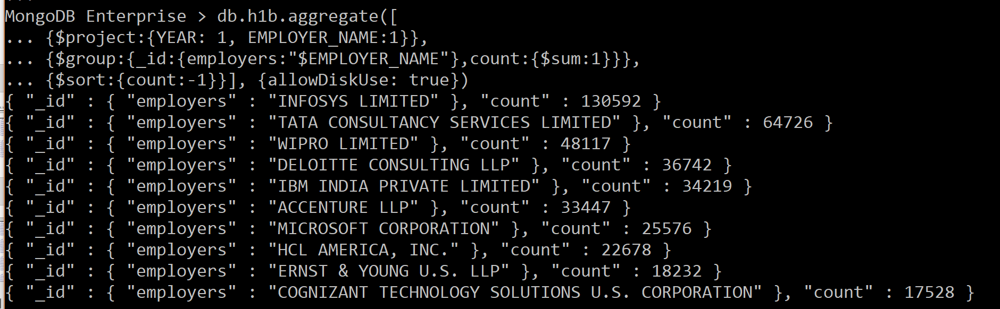 ...
MongoDB Enterprise > db.h1b.aggregate([
... {$project:{YEAR: 1, EMPLOYER_NAME:1}},
... {$group:{_id:{employers:"$EMPLOYER_NAME"},count:{$sum:1}}},
... {$sort:{count:-1}}], {allowDiskUse: true})
{ "_id" : { "employers" : "INFOSYS LIMITED" }, "count" : 130592 }
{ "_id" : { "employers" : "TATA CONSULTANCY SERVICES LIMITED" }, "count" : 64726 }
{ "_id" : { "employers" : "WIPRO LIMITED" }, "count" : 48117 }
{ "_id" : { "employers" : "DELOITTE CONSULTING LLP" }, "count" : 36742 }
{ "_id" : { "employers" : "IBM INDIA PRIVATE LIMITED" }, "count" : 34219 }
{ "_id" : { "employers" : "ACCENTURE LLP" }, "count" : 33447 }
{ "_id" : { "employers" : "MICROSOFT CORPORATION" }, "count" : 25576 }
{ "_id" : { "employers" : "HCL AMERICA, INC." }, "count" : 22678 }
{ "_id" : { "employers" : "ERNST & YOUNG U.S. LLP" }, "count" : 18232 }
{ "_id" : { "employers" : "COGNIZANT TECHNOLOGY SOLUTIONS U.S. CORPORATION" }, "count" : 17528 }